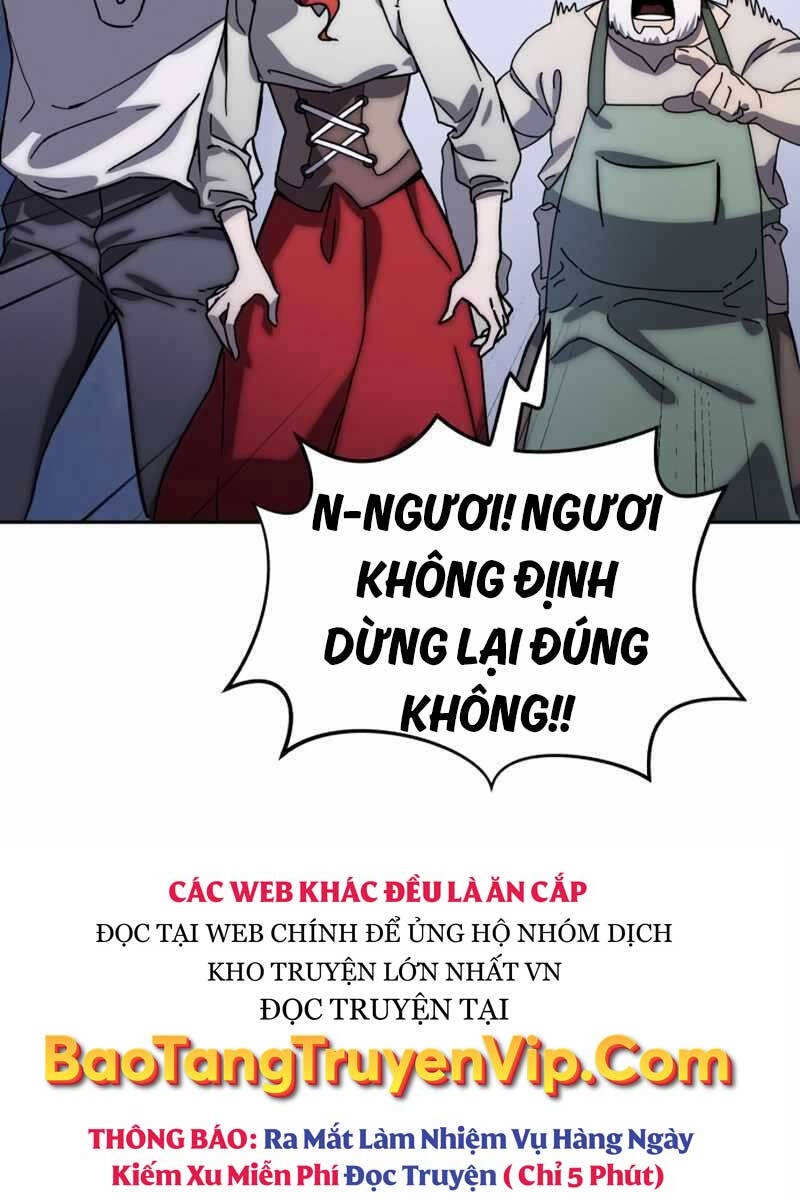 N-NGƯƠI! NGƯƠI
KHÔNG ĐỊNH
DỪNG LẠI ĐÚNG
KHÔNG!!
CÁC WEB KHÁC ĐỀU LÀ ĂN CẮP
ĐỌC TẠI WEB CHÍNH ĐỂ ỦNG HỘ NHÓM DỊCH
KHO TRUYỆN LỚN NHẤT VN
ĐỌC TRUYỆN TẠI
BaoTangTruyenVip.Com
THÔNG BÁO: Ra Mắt Làm Nhiệm Vụ Hàng Ngày
Kiếm Xu Miễn Phí Đọc Truyện ( Chỉ 5 Phút)